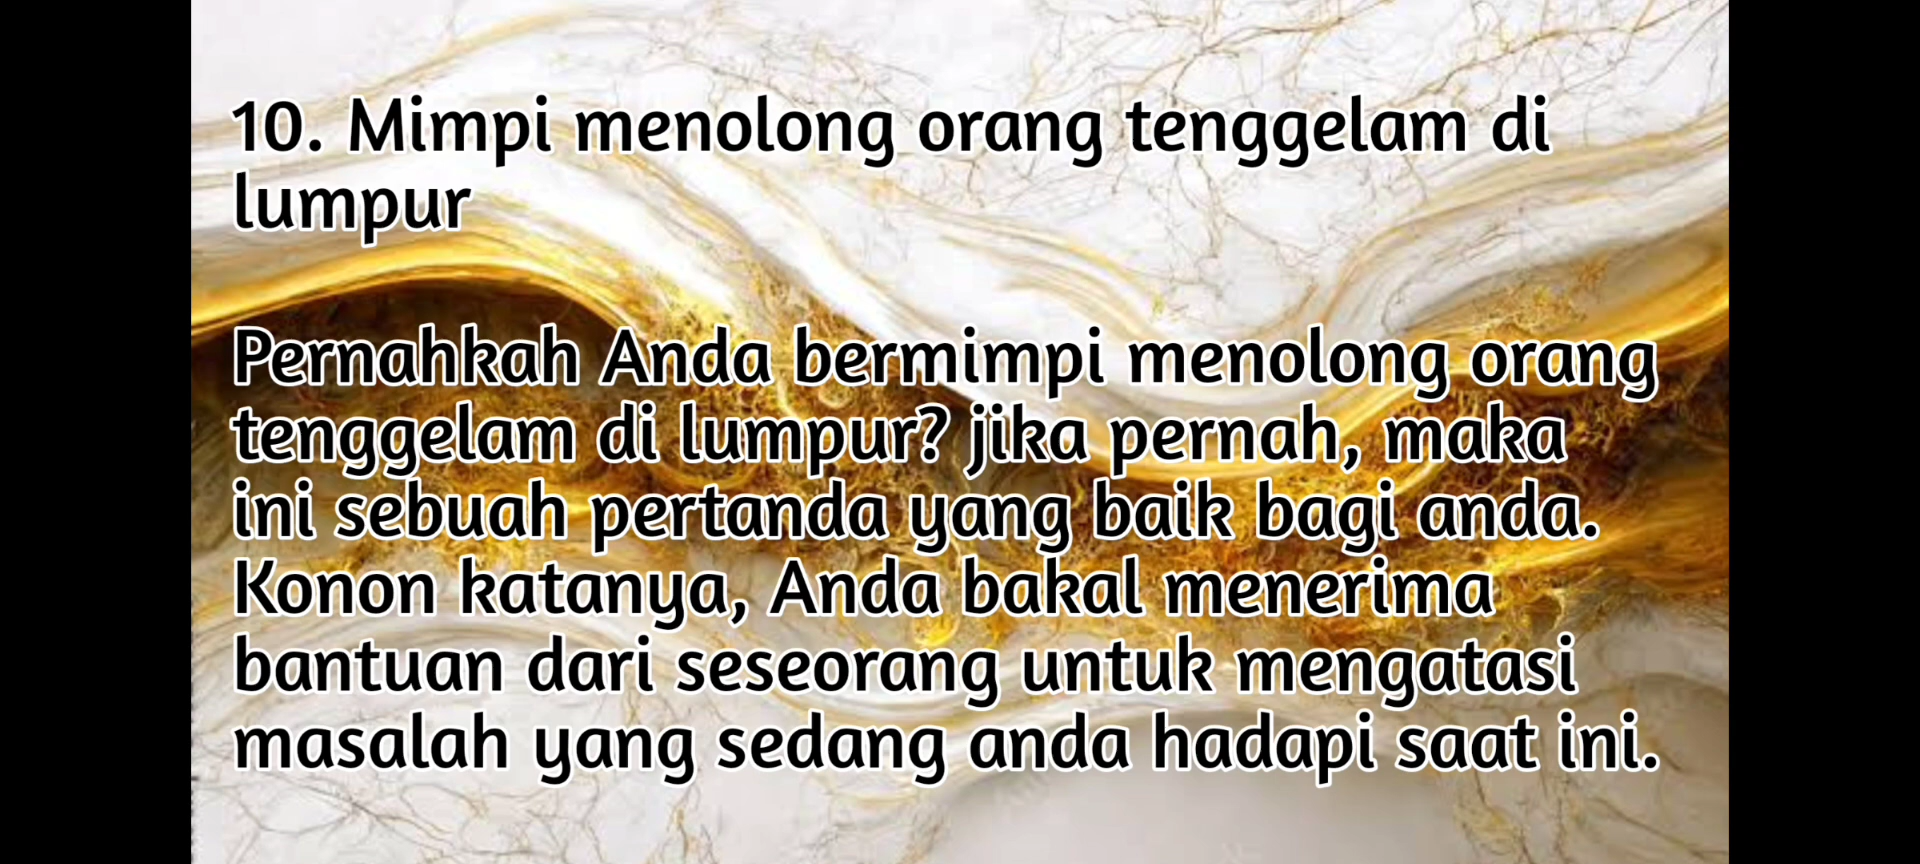 10. Mimpi menolong orang tenggelam di
lumpur
Pernahkah Anda bermimpi menolong orang
tenggelam di lumpur? jika pernah, maka
ini sebuah pertanda yang baik bagi anda.
Konon katanya, Anda bakal menerima
bantuan dari seseorang untuk mengatasi
masalah yang sedang anda hadapi saat ini.